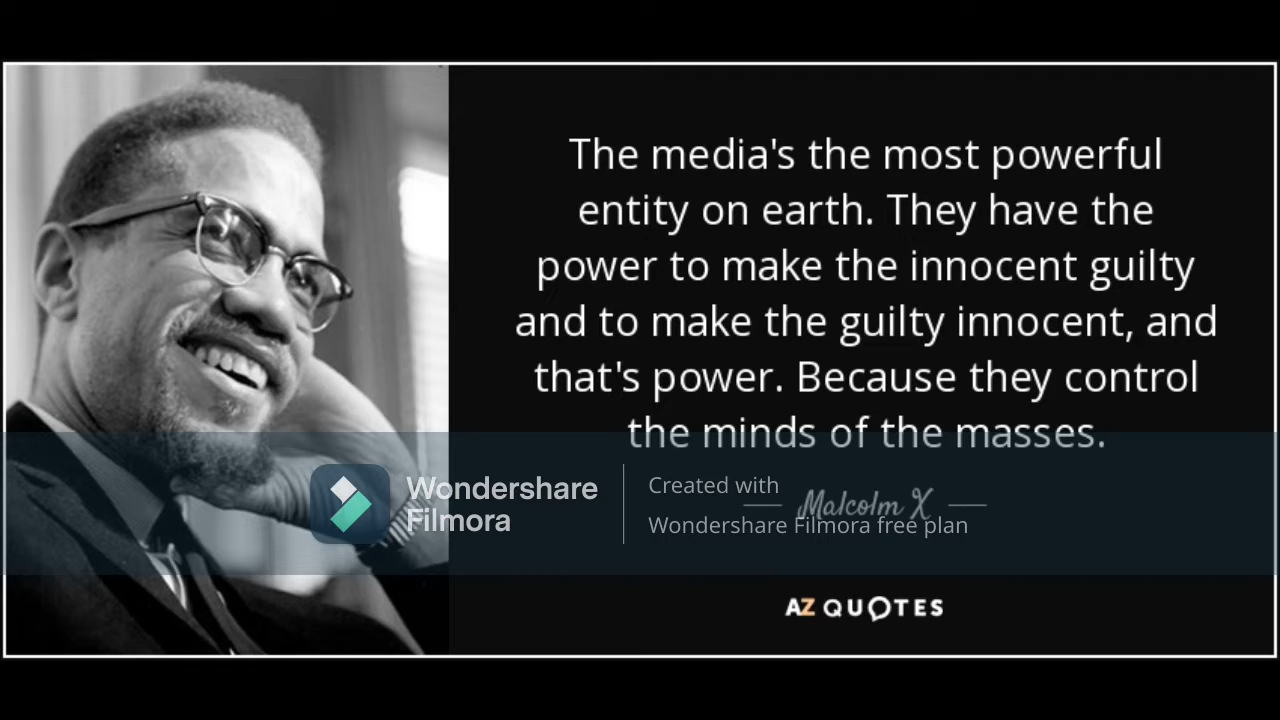 The media's the most powerful
entity on earth. They have the
power to make the innocent guilty
and to make the guilty innocent, and
that's power. Because they control
the minds of the masses.
Malcolm X
Wondershare
Filmora
Created with
Wondershare Filmora free plan
AZ QUOTES